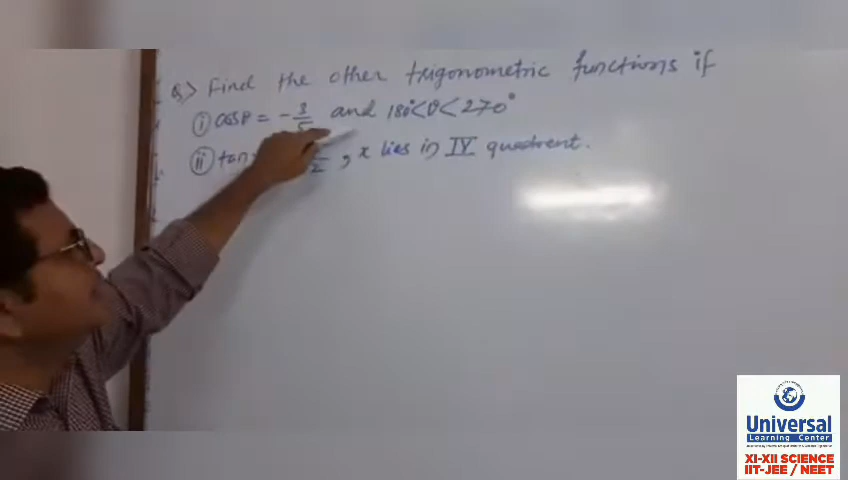 Q> Find the other trigonometric functions if
(i) cosθ = -3/5 and 180°<θ<270°
(ii) tan , x lies in IV quadrent.
Universal
Learning Center
XI-XII SCIENCE
IIT-JEE / NEET